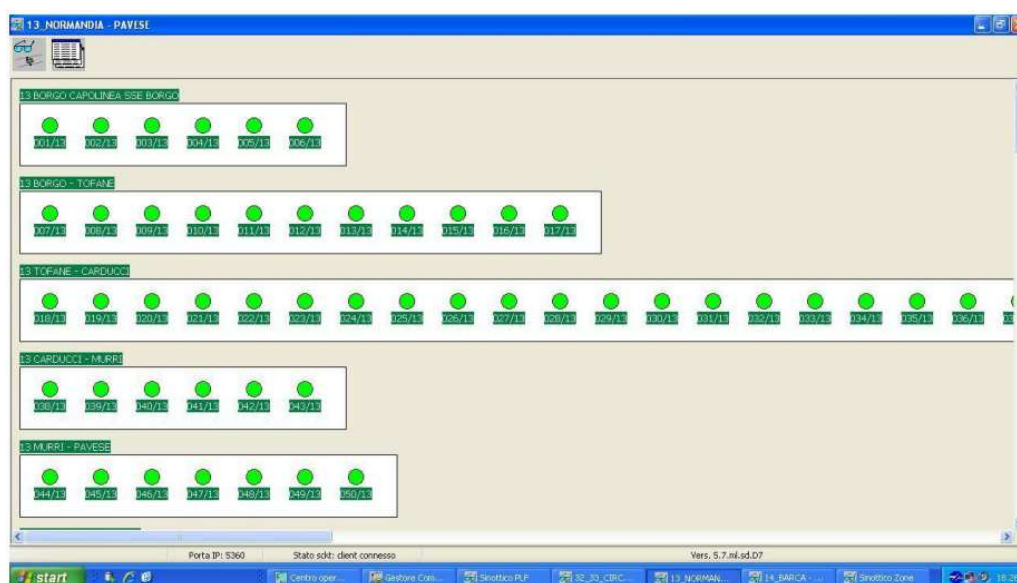 13_NORMANDIA - PAVESE
13 BORGO CAPOLINEA SSE BORGO
001/13 002/13 003/13 004/13 005/13 006/13
13 BORGO - TOFANE
007/13 008/13 009/13 010/13 011/13 012/13 013/13 014/13 015/13 016/13 017/13
13 TOFANE - CARDUCCI
018/13 019/13 020/13 021/13 022/13 023/13 024/13 025/13 026/13 027/13 028/13 029/13 030/13 031/13 032/13 033/13 034/13 035/13 036/13
13 CARDUCCI - MURRI
038/13 039/13 040/13 041/13 042/13 043/13
13 MURRI - PAVESE
044/13 045/13 046/13 047/13 048/13 049/13 050/13
Porta IP: 5360 Stato sckt: client connesso Vers. 5.7.ml.sd.D7
start Centro oper... Gestore Com... Sinottico PLF 32_33_CIRC... 13_NORMAN... 14_BARCA - ... Sinottico Zone